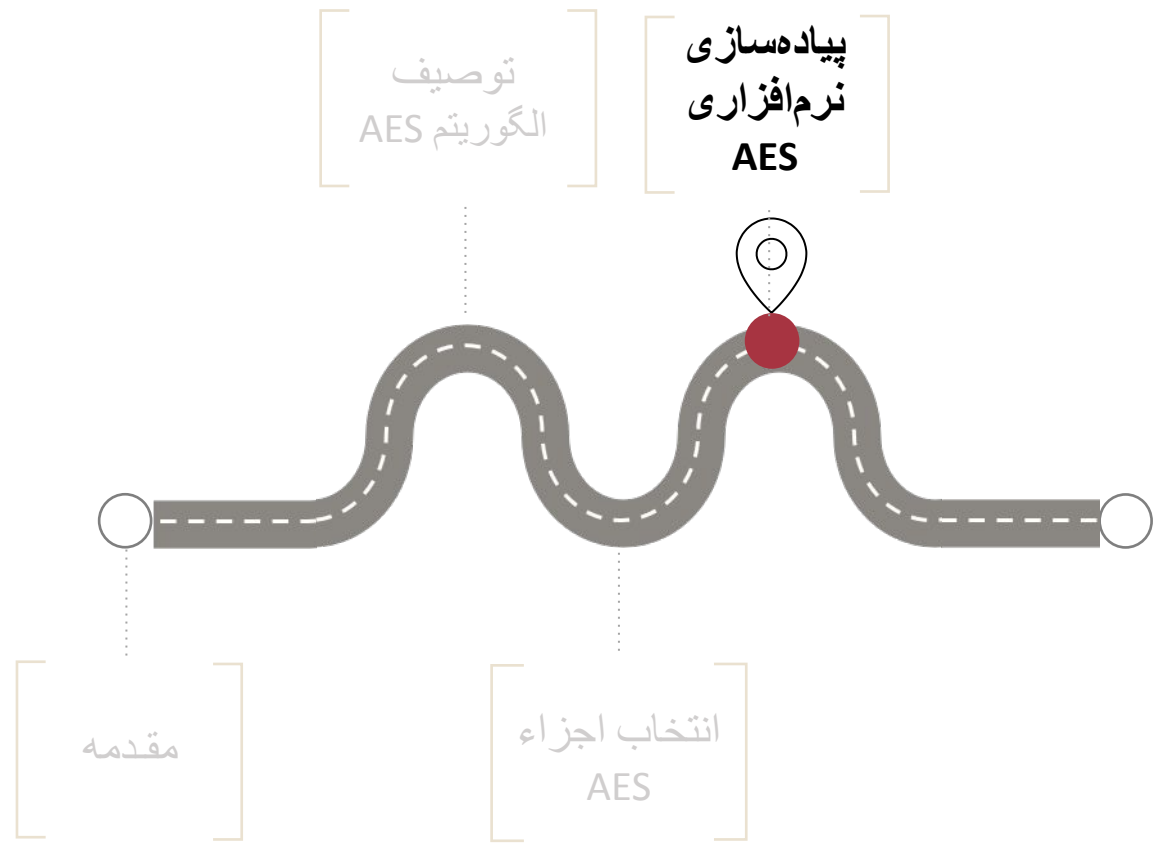 توصیف
الگوریتم AES
پیاده‌سازی
نرم‌افزاری
AES
مقدمه
انتخاب اجزاء
AES